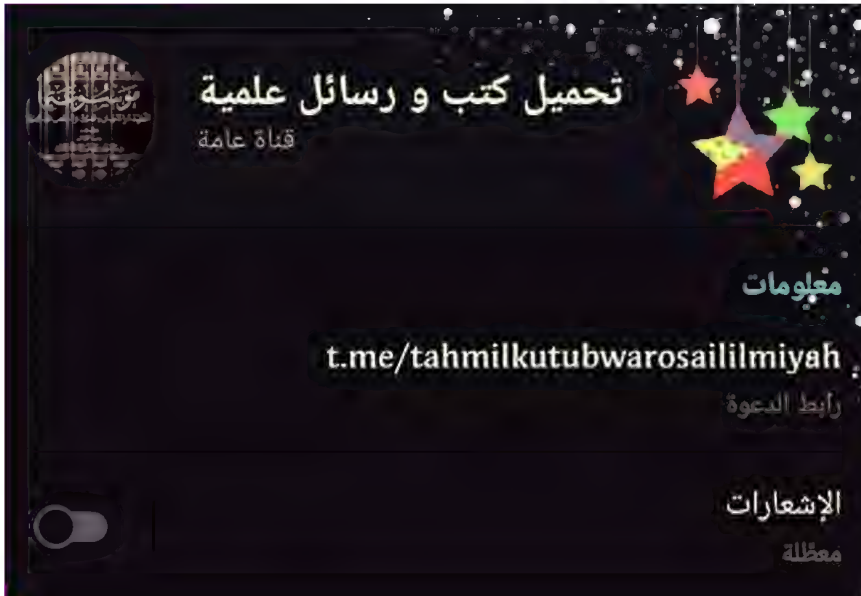 تحميل كتب و رسائل علمية
قناة عامة
معلومات
t.me/tahmilkutubwarosaililmiyah
رابط الدعوة
الإشعارات
معطلة